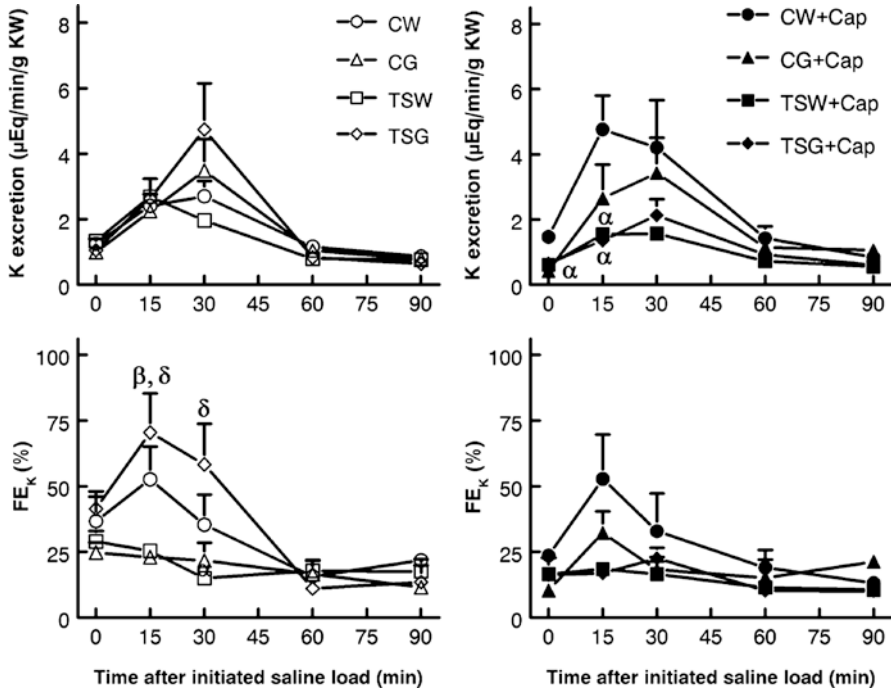 K excretion (µEq/min/g KW)
8
6
4
2
0
0 15 30 45 60 75 90
CW
CG
TSW
TSG
K excretion (µEq/min/g KW)
8
6
4
2
0
α
α
α
0 15 30 45 60 75 90
CW+Cap
CG+Cap
TSW+Cap
TSG+Cap
FEK (%)
100
75
50
25
0
β, δ
δ
0 15 30 45 60 75 90
Time after initiated saline load (min)
FEK (%)
100
75
50
25
0
0 15 30 45 60 75 90
Time after initiated saline load (min)